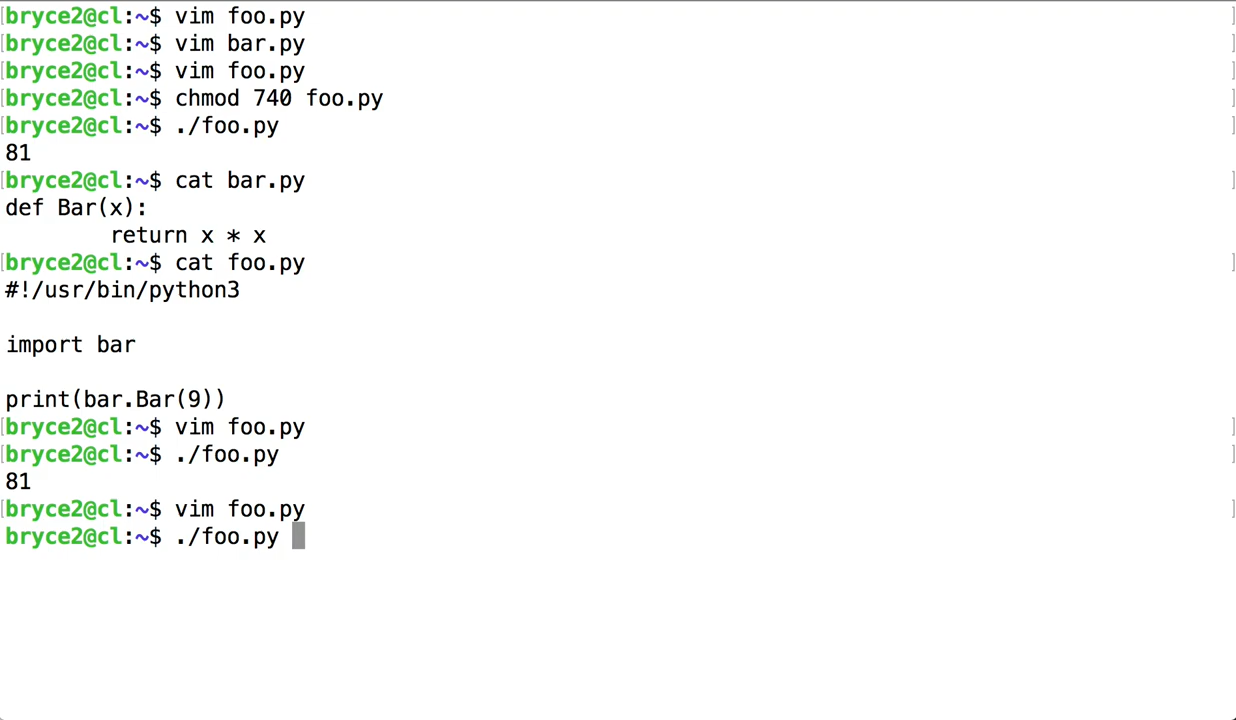 bryce2@cl:~$ vim foo.py
bryce2@cl:~$ vim bar.py
bryce2@cl:~$ vim foo.py
bryce2@cl:~$ chmod 740 foo.py
bryce2@cl:~$ ./foo.py
81
bryce2@cl:~$ cat bar.py
def Bar(x):
        return x * x
bryce2@cl:~$ cat foo.py
#!/usr/bin/python3
import bar
print(bar.Bar(9))
bryce2@cl:~$ vim foo.py
bryce2@cl:~$ ./foo.py
81
bryce2@cl:~$ vim foo.py
bryce2@cl:~$ ./foo.py